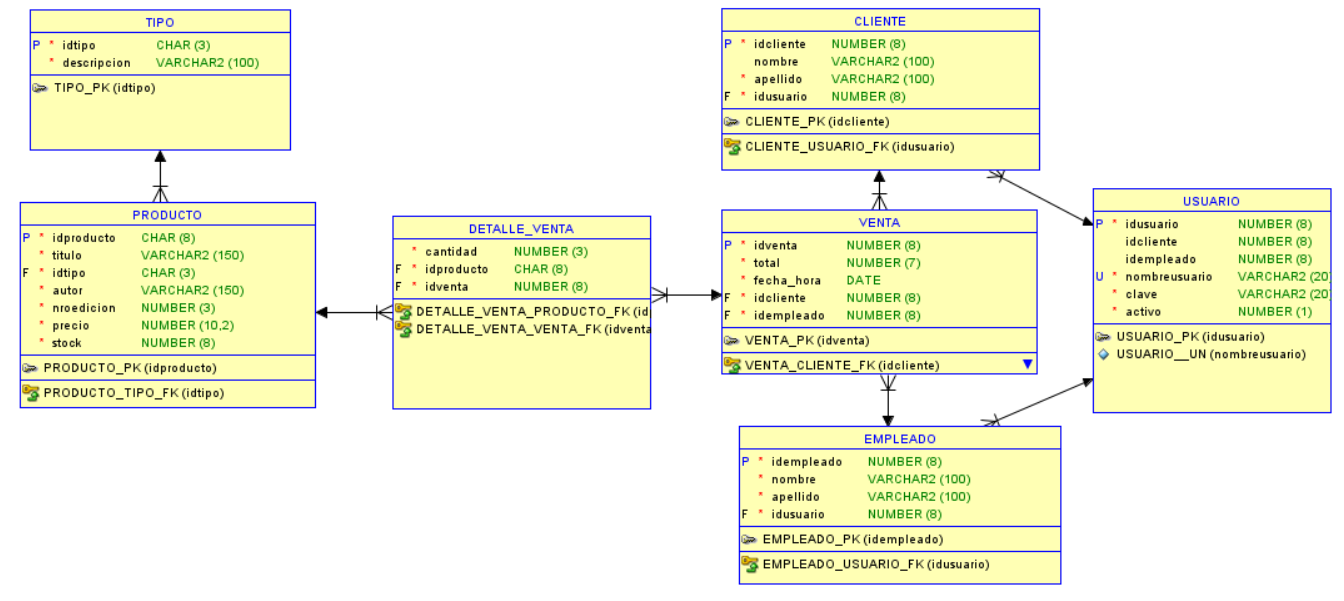 TIPO
P * idtipo CHAR (3)
* descripcion VARCHAR2 (100)
TIPO_PK (idtipo)
PRODUCTO
P * idproducto CHAR (8)
* titulo VARCHAR2 (150)
F * idtipo CHAR (3)
* autor VARCHAR2 (150)
* nroedicion NUMBER (3)
* precio NUMBER (10,2)
* stock NUMBER (8)
PRODUCTO_PK (idproducto)
PRODUCTO_TIPO_FK (idtipo)
DETALLE_VENTA
* cantidad NUMBER (3)
F * idproducto CHAR (8)
F * idventa NUMBER (8)
DETALLE_VENTA_PRODUCTO_FK (id
DETALLE_VENTA_VENTA_FK (idventa
CLIENTE
P * idcliente NUMBER (8)
nombre VARCHAR2 (100)
* apellido VARCHAR2 (100)
F * idusuario NUMBER (8)
CLIENTE_PK (idcliente)
CLIENTE_USUARIO_FK (idusuario)
VENTA
P * idventa NUMBER (8)
* total NUMBER (7)
* fecha_hora DATE
F * idcliente NUMBER (8)
F * idempleado NUMBER (8)
VENTA_PK (idventa)
VENTA_CLIENTE_FK (idcliente)
EMPLEADO
P * idempleado NUMBER (8)
* nombre VARCHAR2 (100)
* apellido VARCHAR2 (100)
F * idusuario NUMBER (8)
EMPLEADO_PK (idempleado)
EMPLEADO_USUARIO_FK (idusuario)
USUARIO
P * idusuario NUMBER (8)
idcliente NUMBER (8)
idempleado NUMBER (8)
U * nombreusuario VARCHAR2 (20)
* clave VARCHAR2 (20)
* activo NUMBER (1)
USUARIO_PK (idusuario)
USUARIO__UN (nombreusuario)